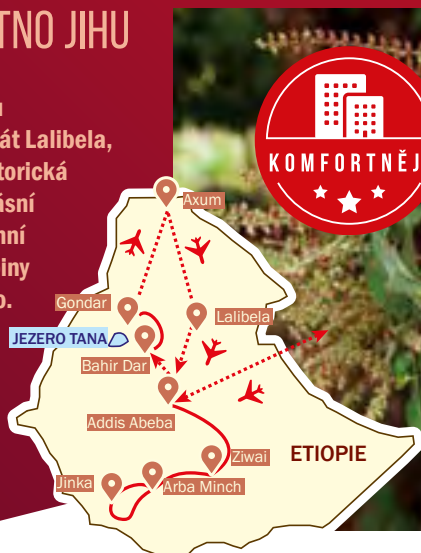 TNO JIHU
át Lalibela,
torická
ásní
nní
iny
o.
KOMFORTNĚJ
Axum
Gondar
Lalibela
JEZERO TANA
Bahir Dar
Addis Abeba
Ziwai
ETIOPIE
Jinka
Arba Minch